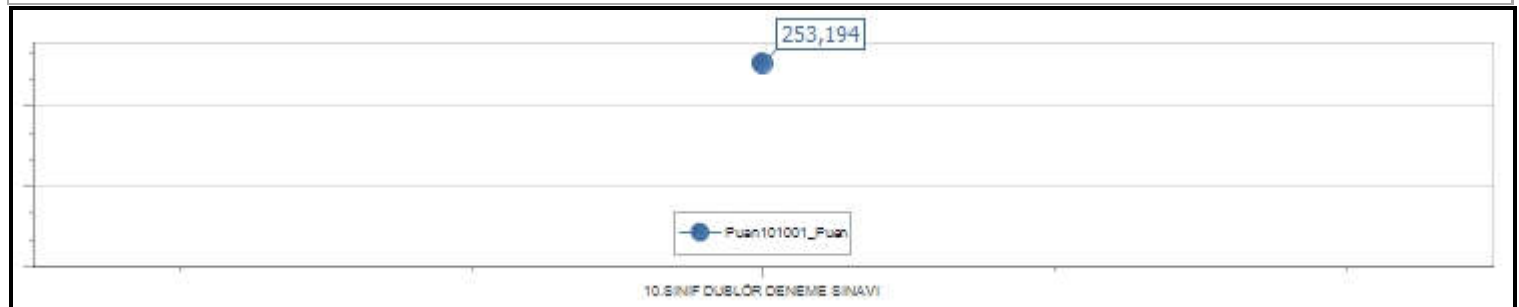 253,194
Puan101001_Puan
10.SINIF DUBLÖR DENEME SINAVI